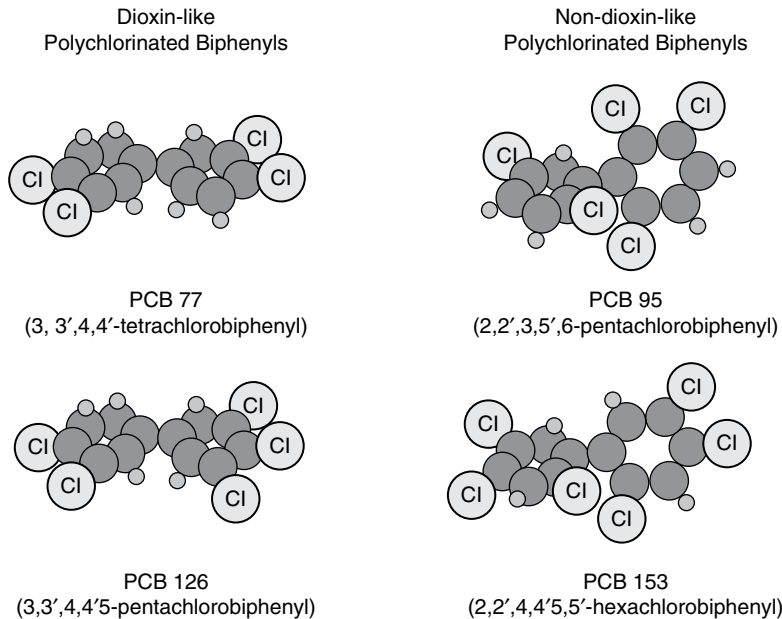 Dioxin-like
Polychlorinated Biphenyls
Non-dioxin-like
Polychlorinated Biphenyls
Cl
Cl
Cl
Cl
PCB 77
(3, 3′,4,4′-tetrachlorobiphenyl)
Cl
Cl
Cl
Cl
Cl
PCB 95
(2,2′,3,5′,6-pentachlorobiphenyl)
Cl
Cl
Cl
Cl
Cl
PCB 126
(3,3′,4,4′5-pentachlorobiphenyl)
Cl
Cl
Cl
Cl
Cl
Cl
PCB 153
(2,2′,4,4′5,5′-hexachlorobiphenyl)